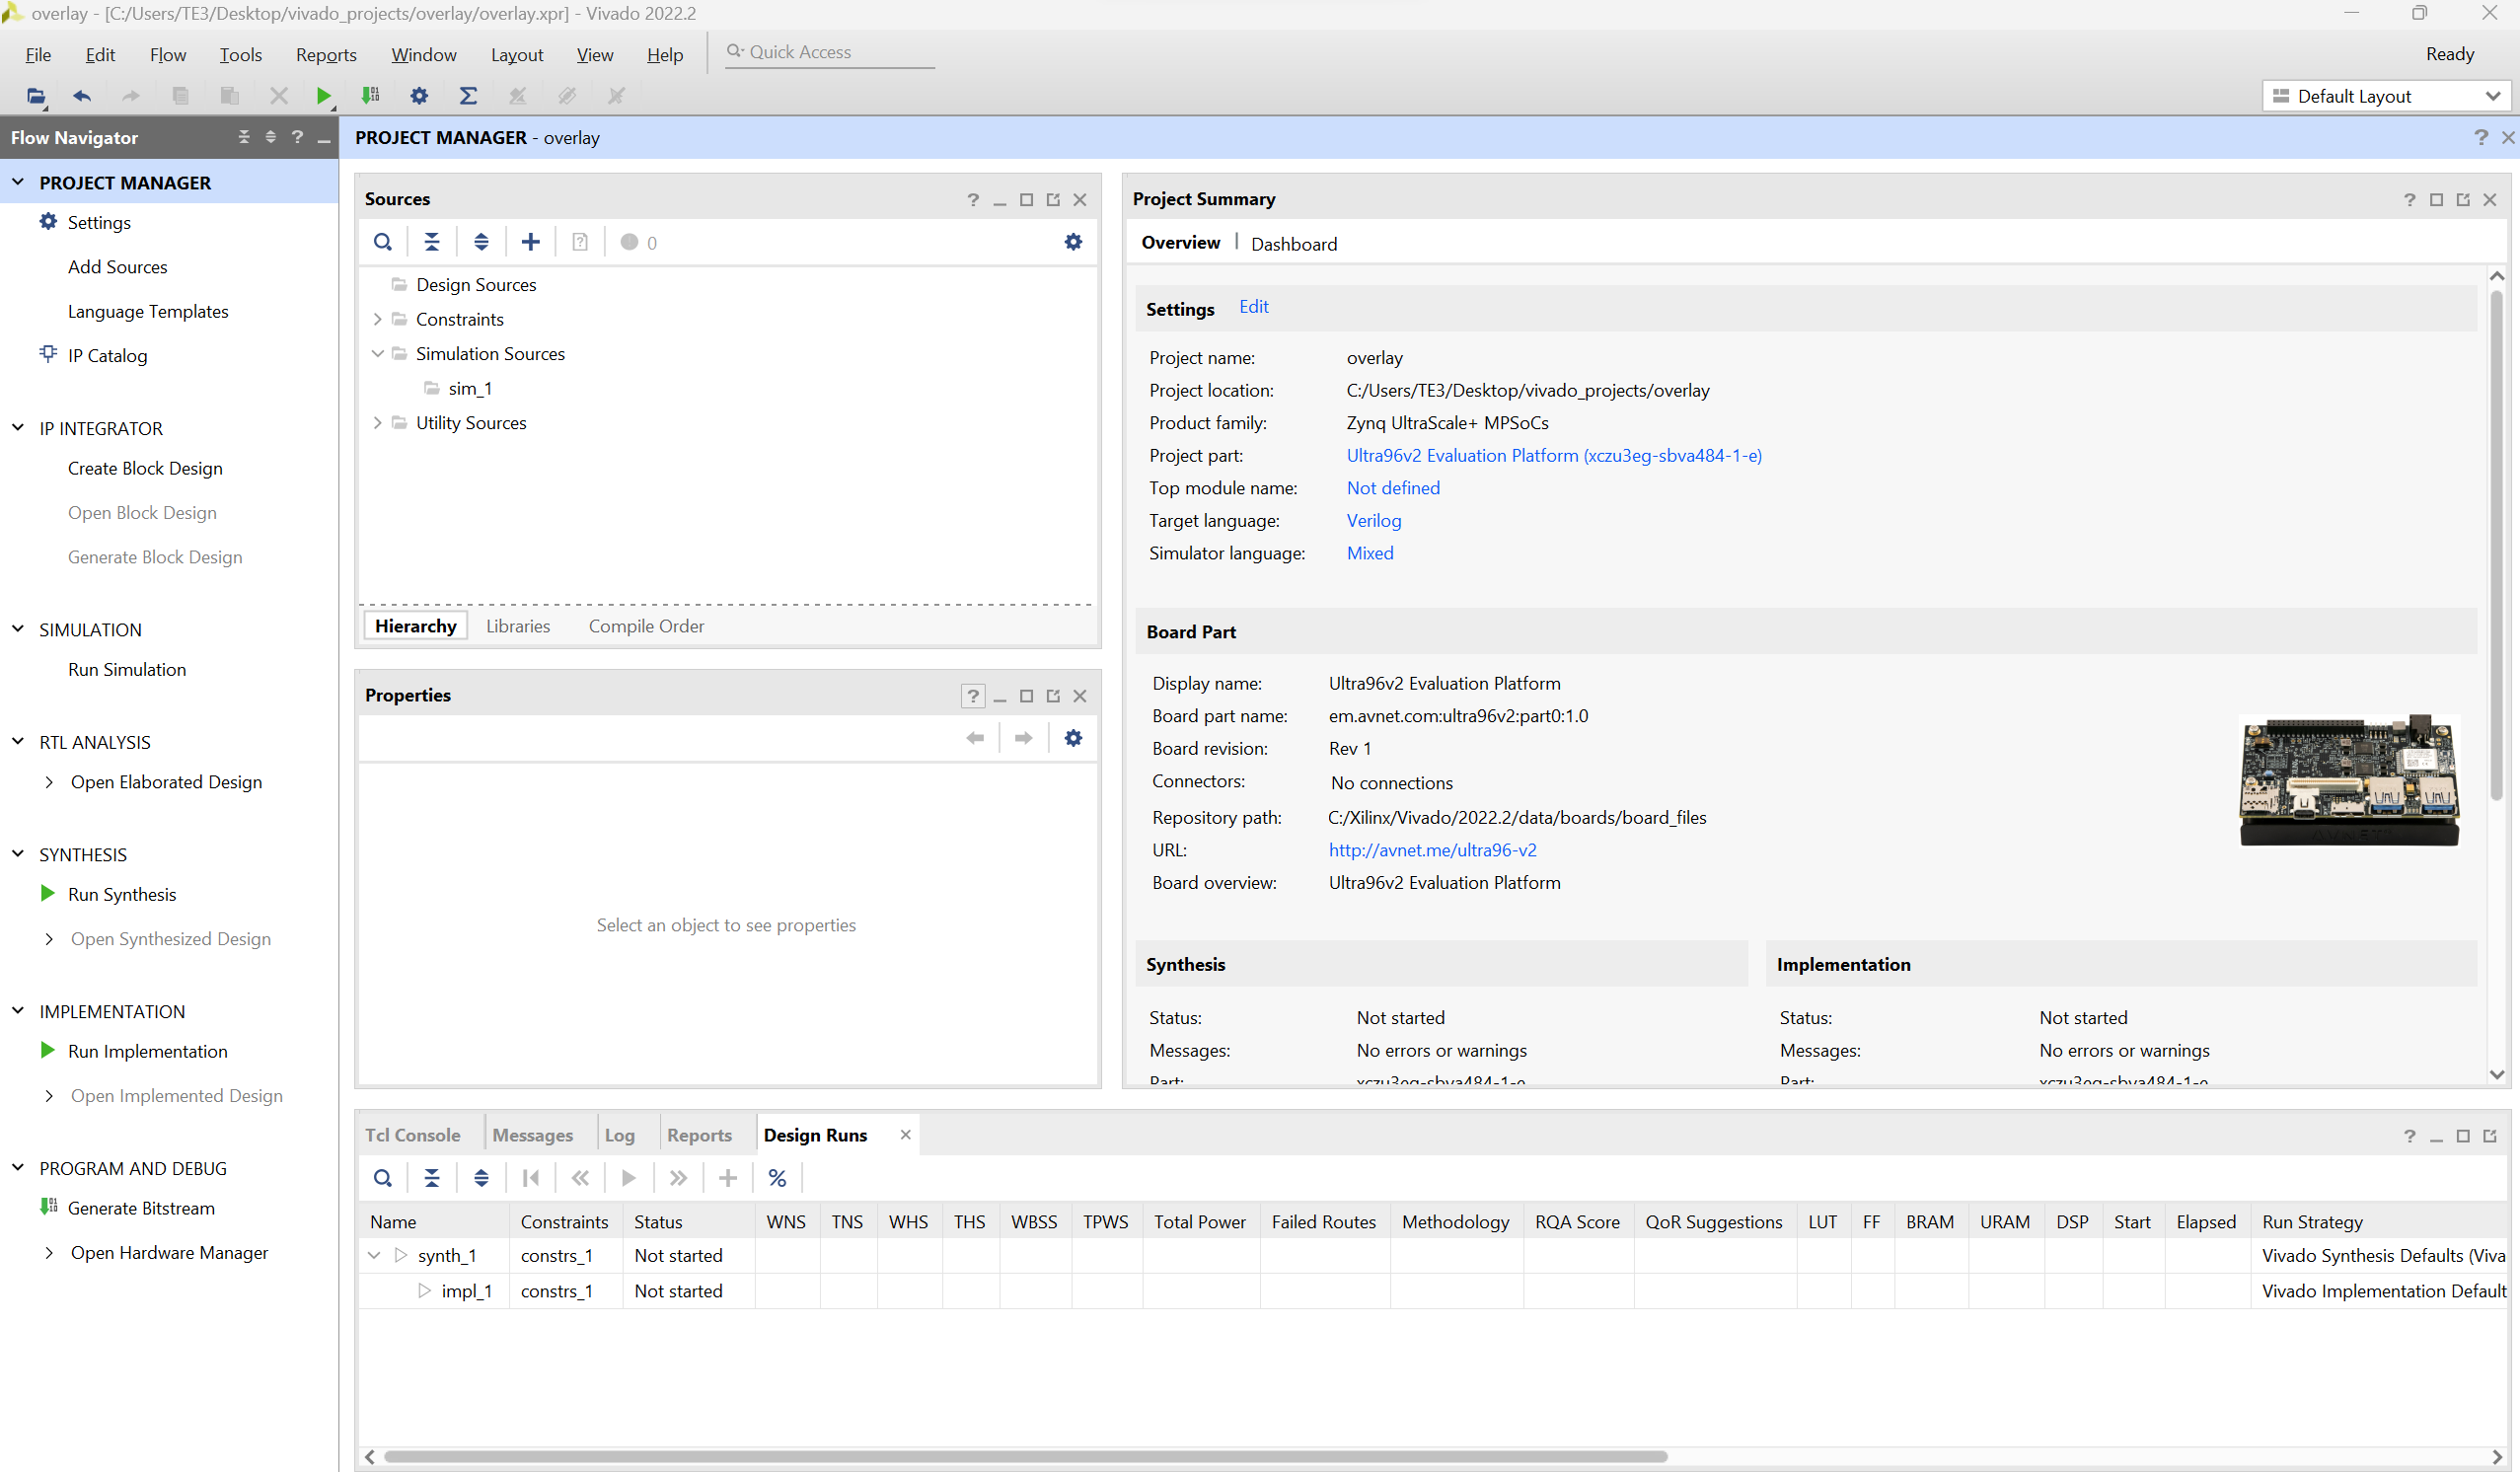 overlay - [C:/Users/TE3/Desktop/vivado_projects/overlay/overlay.xpr] - Vivado 2022.2
File Edit Flow Tools Reports Window Layout View Help Quick Access
Ready
Default Layout
Flow Navigator
PROJECT MANAGER
Settings
Add Sources
Language Templates
IP Catalog
IP INTEGRATOR
Create Block Design
Open Block Design
Generate Block Design
SIMULATION
Run Simulation
RTL ANALYSIS
Open Elaborated Design
SYNTHESIS
Run Synthesis
Open Synthesized Design
IMPLEMENTATION
Run Implementation
Open Implemented Design
PROGRAM AND DEBUG
Generate Bitstream
Open Hardware Manager
PROJECT MANAGER - overlay
Sources
0
Design Sources
Constraints
Simulation Sources
sim_1
Utility Sources
Hierarchy Libraries Compile Order
Properties
Select an object to see properties
Project Summary
Overview | Dashboard
Settings Edit
Project name: overlay
Project location: C:/Users/TE3/Desktop/vivado_projects/overlay
Product family: Zynq UltraScale+ MPSoCs
Project part: Ultra96v2 Evaluation Platform (xczu3eg-sbva484-1-e)
Top module name: Not defined
Target language: Verilog
Simulator language: Mixed
Board Part
Display name: Ultra96v2 Evaluation Platform
Board part name: em.avnet.com:ultra96v2:part0:1.0
Board revision: Rev 1
Connectors: No connections
Repository path: C:/Xilinx/Vivado/2022.2/data/boards/board_files
URL: http://avnet.me/ultra96-v2
Board overview: Ultra96v2 Evaluation Platform
AVNET
Synthesis
Status: Not started
Messages: No errors or warnings
Part: xczu3eg-sbva484-1-e
Implementation
Status: Not started
Messages: No errors or warnings
Part: xczu3eg-sbva484-1-e
Tcl Console Messages Log Reports Design Runs
Name Constraints Status WNS TNS WHS THS WBSS TPWS Total Power Failed Routes Methodology RQA Score QoR Suggestions LUT FF BRAM URAM DSP Start Elapsed Run Strategy
synth_1 constrs_1 Not started Vivado Synthesis Defaults (Viva
impl_1 constrs_1 Not started Vivado Implementation Default